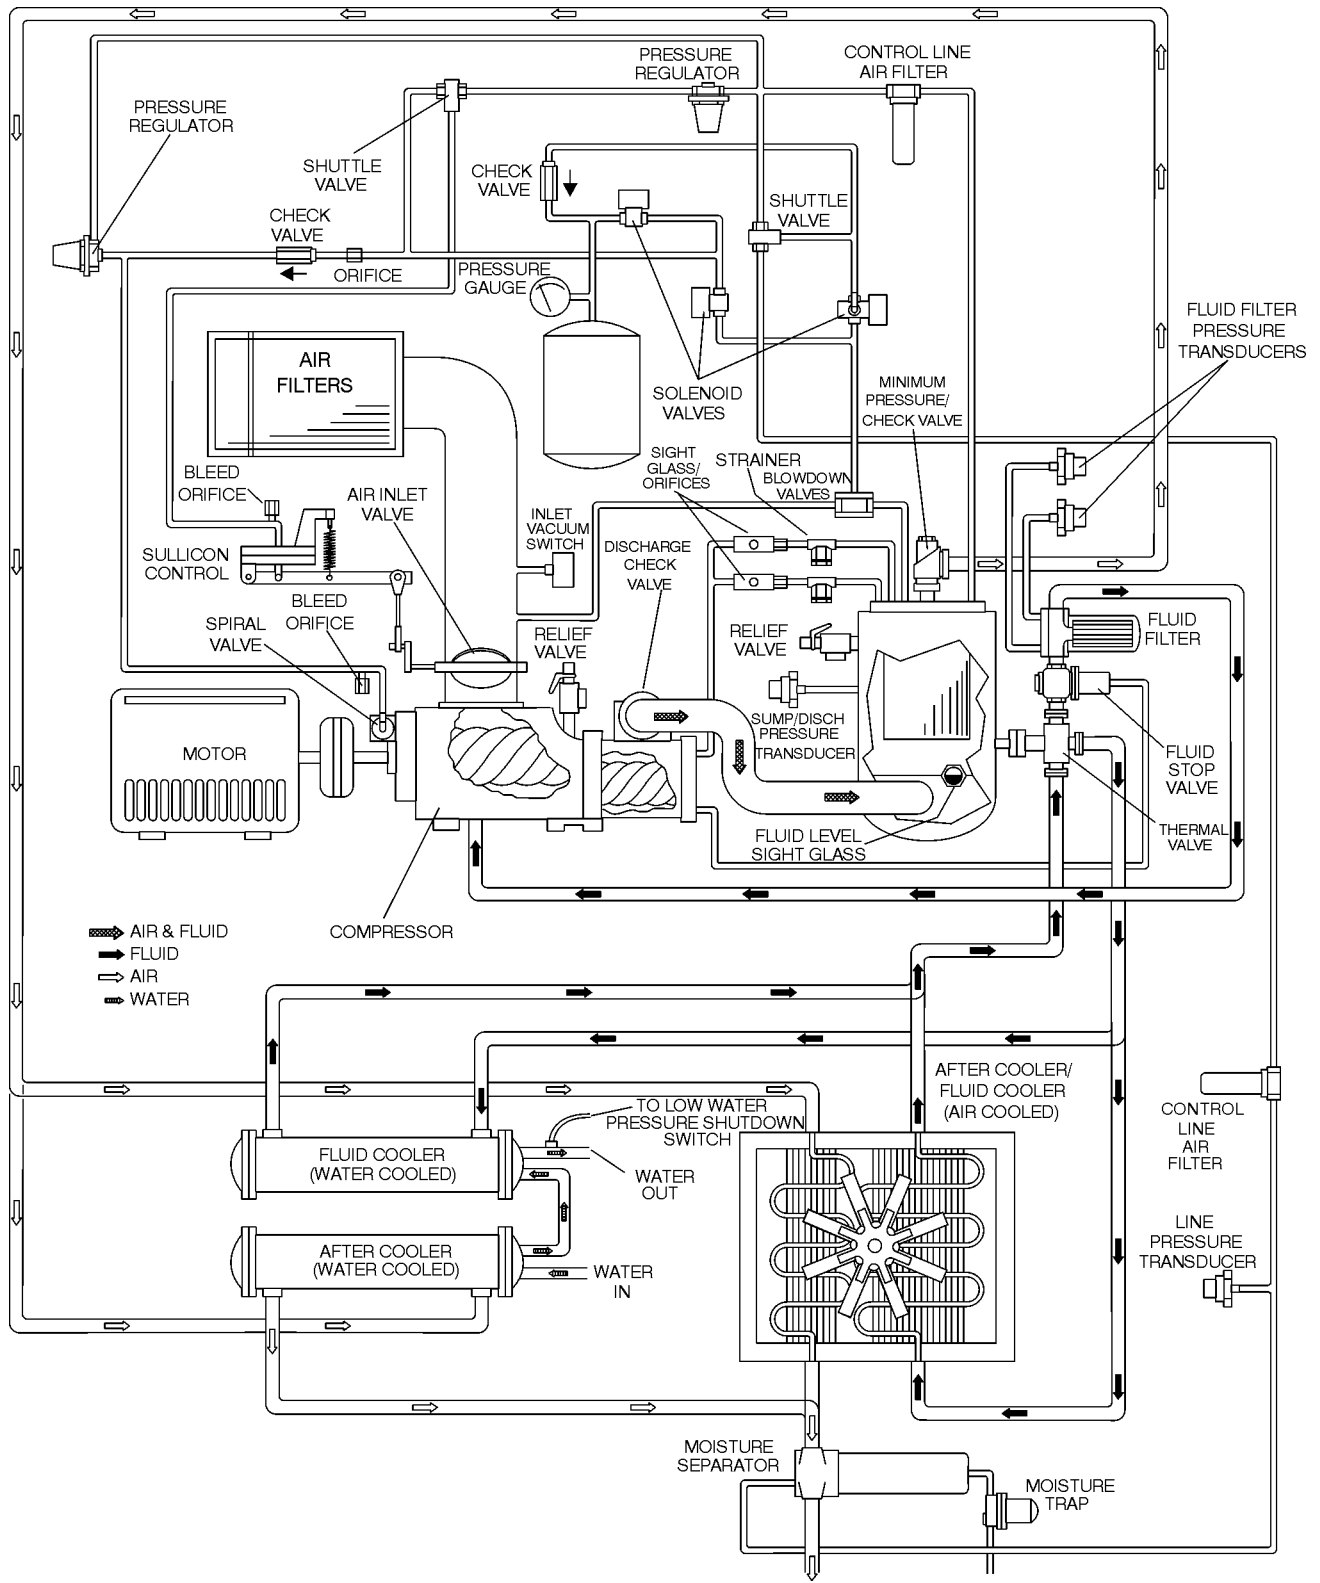 PRESSURE
REGULATOR
CONTROL LINE
AIR FILTER
PRESSURE
REGULATOR
SHUTTLE
VALVE
CHECK
VALVE
SHUTTLE
VALVE
CHECK
VALVE
ORIFICE
PRESSURE
GAUGE
FLUID FILTER
PRESSURE
TRANSDUCERS
AIR
FILTERS
SOLENOID
VALVES
MINIMUM
PRESSURE/
CHECK VALVE
BLEED
ORIFICE
AIR INLET
VALVE
SIGHT
GLASS/
ORIFICES
STRAINER
BLOWDOWN
VALVES
INLET
VACUUM
SWITCH
DISCHARGE
CHECK
VALVE
SULLICON
CONTROL
BLEED
ORIFICE
SPIRAL
VALVE
RELIEF
VALVE
RELIEF
VALVE
FLUID
FILTER
SUMP/DISCH
PRESSURE
TRANSDUCER
MOTOR
FLUID
STOP
VALVE
THERMAL
VALVE
FLUID LEVEL
SIGHT GLASS
COMPRESSOR
AIR & FLUID
FLUID
AIR
WATER
AFTER COOLER/
FLUID COOLER
(AIR COOLED)
TO LOW WATER
PRESSURE SHUTDOWN
SWITCH
CONTROL
LINE
AIR
FILTER
FLUID COOLER
(WATER COOLED)
WATER
OUT
AFTER COOLER
(WATER COOLED)
WATER
IN
LINE
PRESSURE
TRANSDUCER
MOISTURE
SEPARATOR
MOISTURE
TRAP